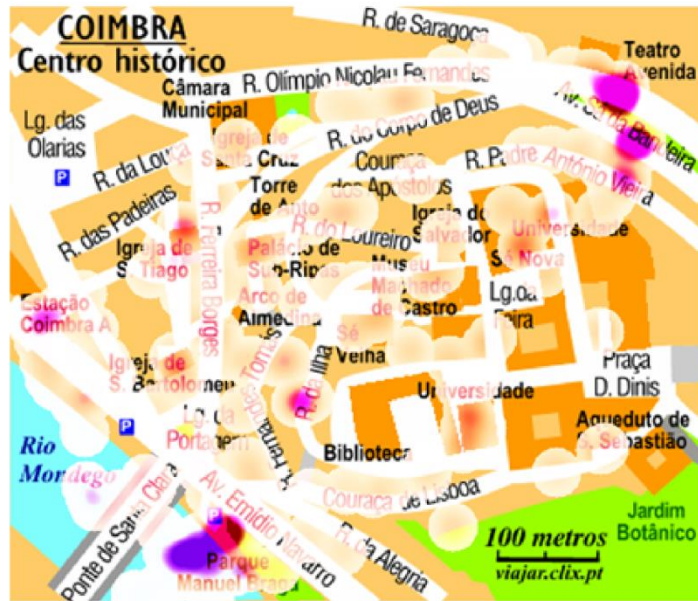 COIMBRA
Centro histórico
R. de Saragoça
Teatro
Avenida
Câmara
Municipal
R. Olímpio Nicolau Fernandes
Av. Sá da Bandeira
Lg. das
Olarias
P
R. da Louça
Igreja de
Santa Cruz
R. do Corpo de Deus
Couraça
dos Apóstolos
R. Padre António Vieira
R. das Padeiras
Torre
de Anto
R. do Loureiro
Igreja do
Salvador
Universidade
Igreja de
S. Tiago
R. Ferreira Borges
Palácio de
Sub-Ripas
Museu
Machado
de Castro
Sé Nova
Estação
Coimbra A
Arco de
Almedina
Lg. da
Feira
Sé
Velha
Igreja de
S. Bartolomeu
R. Fernandes Tomás
R. da Ilha
Universidade
Praça
D. Dinis
P
Lg. da
Portagem
Biblioteca
Aqueduto de
S. Sebastião
Rio
Mondego
Ponte de Santa Clara
Av. Emídio Navarro
Couraça de Lisboa
R. da Alegria
P
Parque
Manuel Braga
100 metros
viajar.clix.pt
Jardim
Botânico